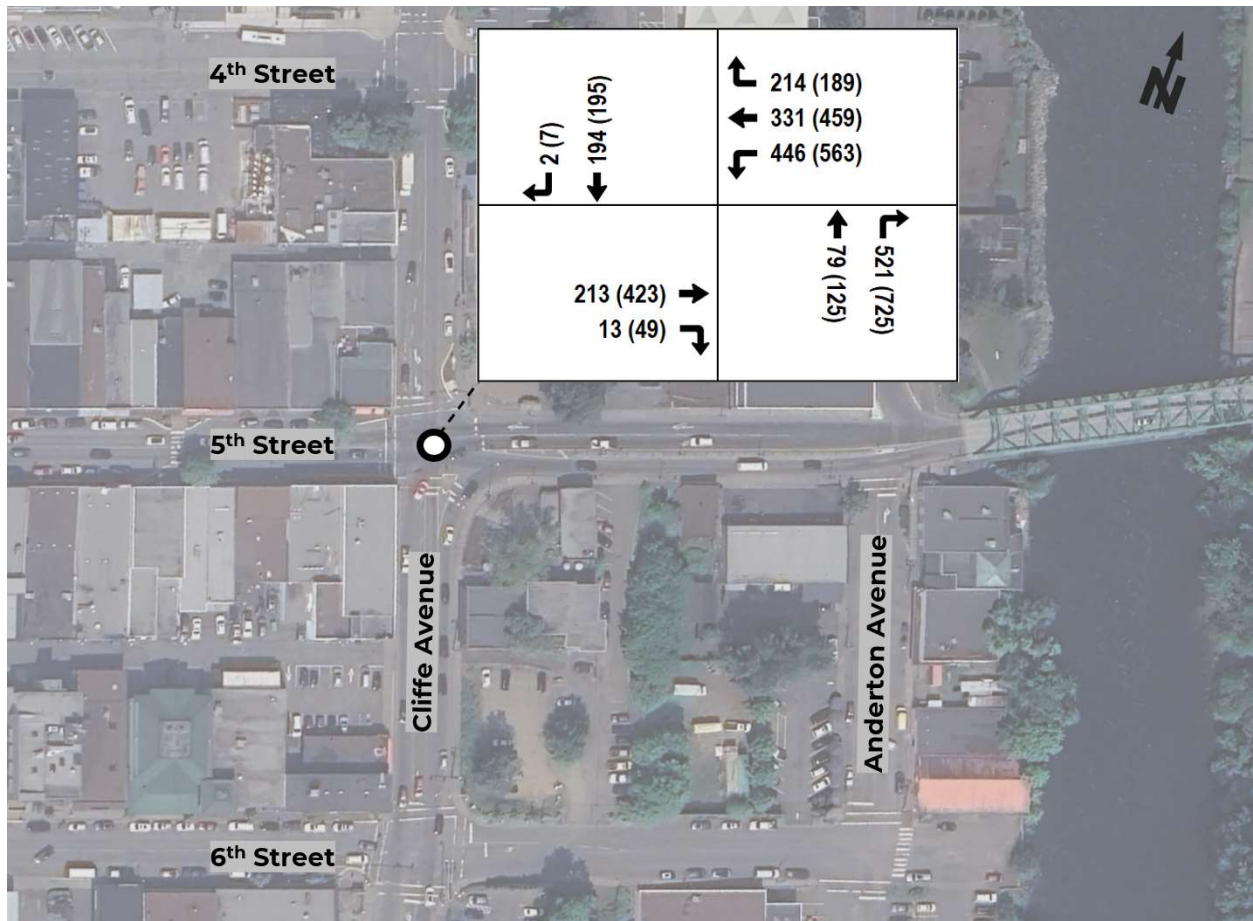 4th Street
2 (7)
194 (195)
214 (189)
331 (459)
446 (563)
213 (423)
13 (49)
79 (125)
521 (725)
N
5th Street
Cliffe Avenue
Anderton Avenue
6th Street